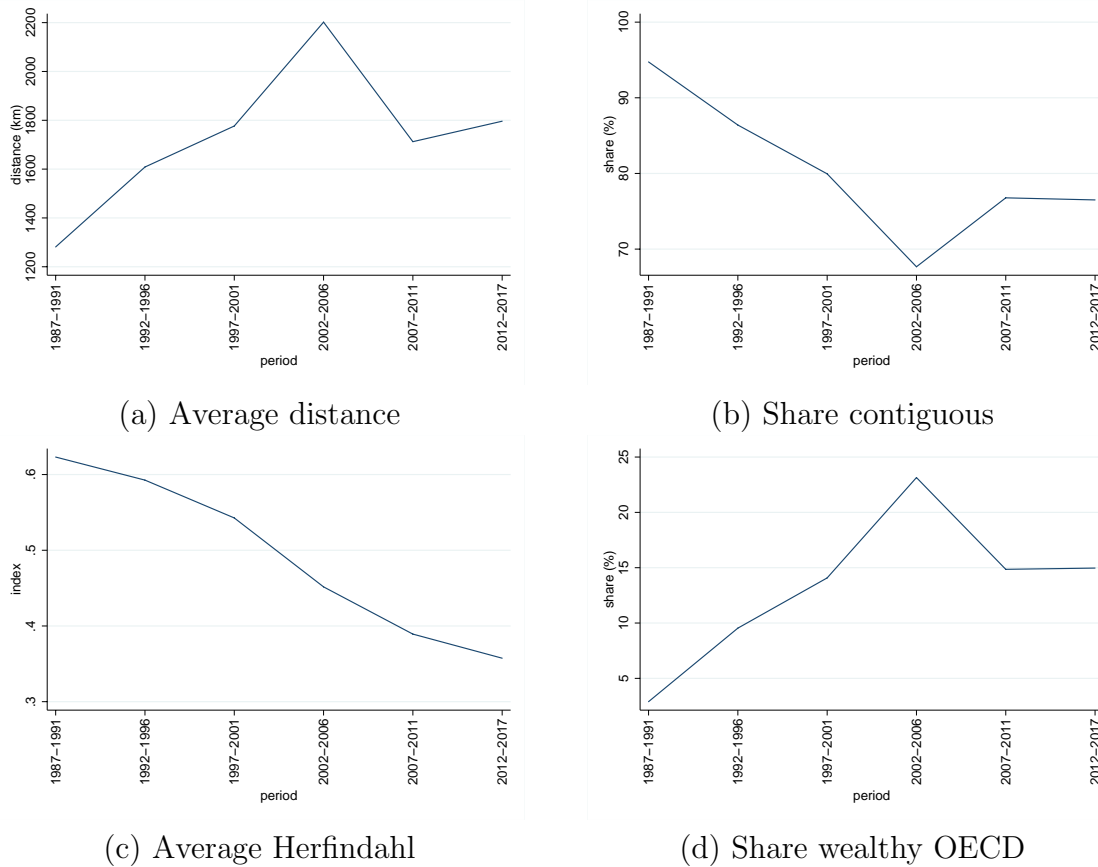 1200 1400 1600 1800 2000 2200
distance (km)
1987−1991
1992−1996
1997−2001
2002−2006
2007−2011
2012−2017
period
(a) Average distance
70 80 90 100
share (%)
1987−1991
1992−1996
1997−2001
2002−2006
2007−2011
2012−2017
period
(b) Share contiguous
.3 .4 .5 .6
index
1987−1991
1992−1996
1997−2001
2002−2006
2007−2011
2012−2017
period
(c) Average Herfindahl
5 10 15 20 25
share (%)
1987−1991
1992−1996
1997−2001
2002−2006
2007−2011
2012−2017
period
(d) Share wealthy OECD